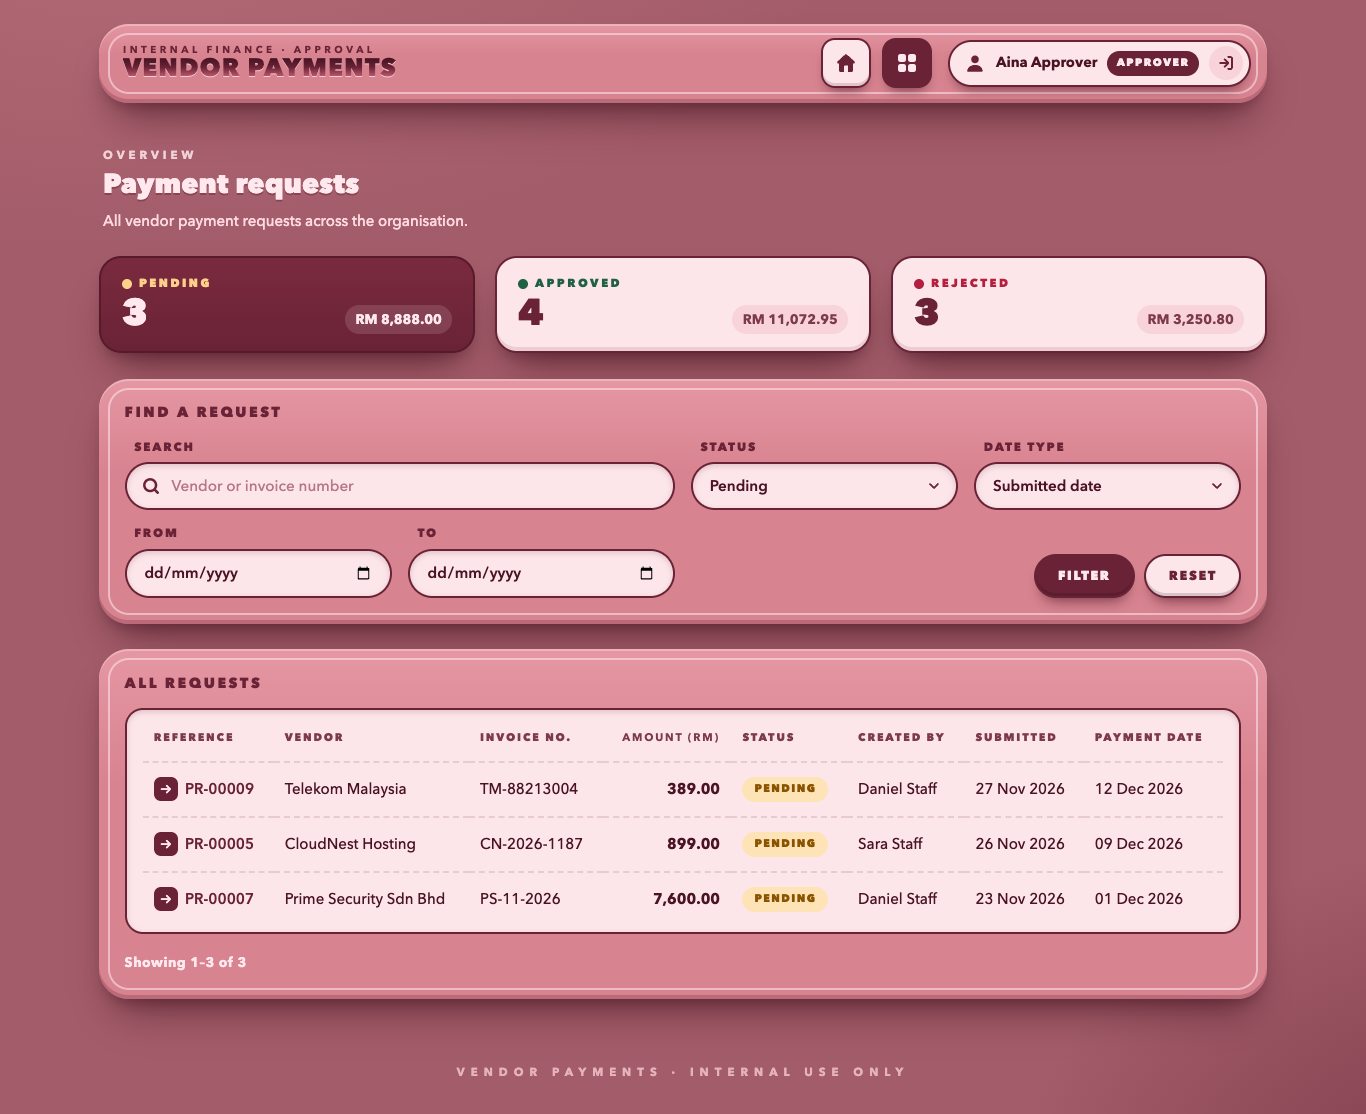 INTERNAL FINANCE · APPROVAL
VENDOR PAYMENTS
Aina Approver APPROVER
OVERVIEW
Payment requests
All vendor payment requests across the organisation.
PENDING
3 RM 8,888.00
APPROVED
4 RM 11,072.95
REJECTED
3 RM 3,250.80
FIND A REQUEST
SEARCH STATUS DATE TYPE
Vendor or invoice number Pending Submitted date
FROM TO
dd/mm/yyyy dd/mm/yyyy FILTER RESET
ALL REQUESTS
REFERENCE VENDOR INVOICE NO. AMOUNT (RM) STATUS CREATED BY SUBMITTED PAYMENT DATE
PR-00009 Telekom Malaysia TM-88213004 389.00 PENDING Daniel Staff 27 Nov 2026 12 Dec 2026
PR-00005 CloudNest Hosting CN-2026-1187 899.00 PENDING Sara Staff 26 Nov 2026 09 Dec 2026
PR-00007 Prime Security Sdn Bhd PS-11-2026 7,600.00 PENDING Daniel Staff 23 Nov 2026 01 Dec 2026
Showing 1–3 of 3
VENDOR PAYMENTS · INTERNAL USE ONLY